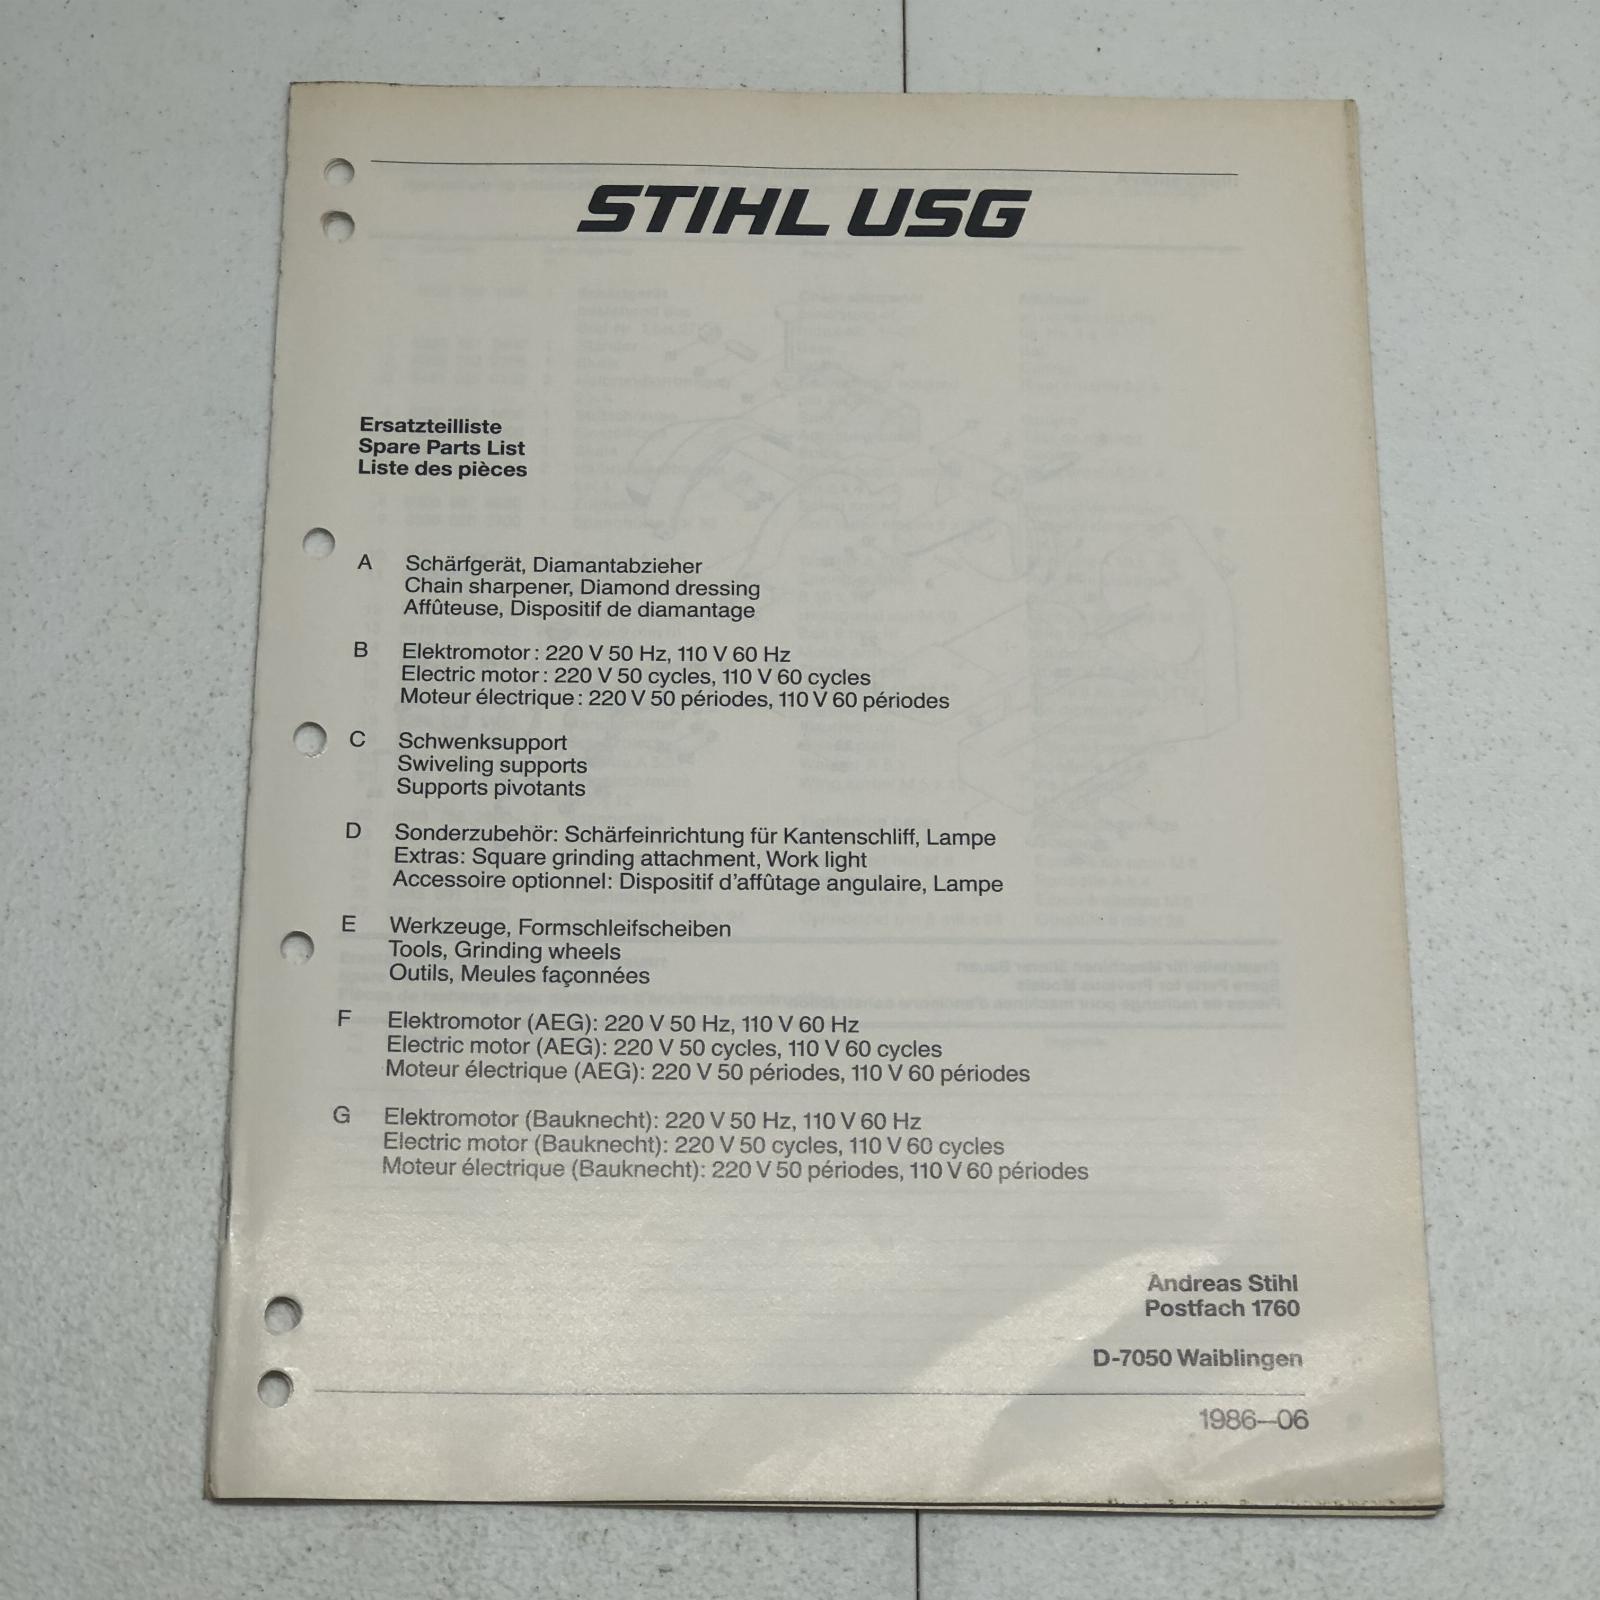 STIHL USG
Ersatzteilliste
Spare Parts List
Liste des pièces
A Schärfgerät, Diamantabzieher
Chain sharpener, Diamond dressing
Affûteuse, Dispositif de diamantage
B Elektromotor: 220 V 50 Hz, 110 V 60 Hz
Electric motor: 220 V 50 cycles, 110 V 60 cycles
Moteur électrique: 220 V 50 périodes, 110 V 60 périodes
C Schwenksupport
Swiveling supports
Supports pivotants
D Sonderzubehör: Schärfeinrichtung für Kantenschliff, Lampe
Extras: Square grinding attachment, Work light
Accessoire optionnel: Dispositif d'affûtage angulaire, Lampe
E Werkzeuge, Formschleifscheiben
Tools, Grinding wheels
Outils, Meules façonnées
F Elektromotor (AEG): 220 V 50 Hz, 110 V 60 Hz
Electric motor (AEG): 220 V 50 cycles, 110 V 60 cycles
Moteur électrique (AEG): 220 V 50 périodes, 110 V 60 périodes
G Elektromotor (Bauknecht): 220 V 50 Hz, 110 V 60 Hz
Electric motor (Bauknecht): 220 V 50 cycles, 110 V 60 cycles
Moteur électrique (Bauknecht): 220 V 50 périodes, 110 V 60 périodes
Andreas Stihl
Postfach 1760
D-7050 Waiblingen
1986—06